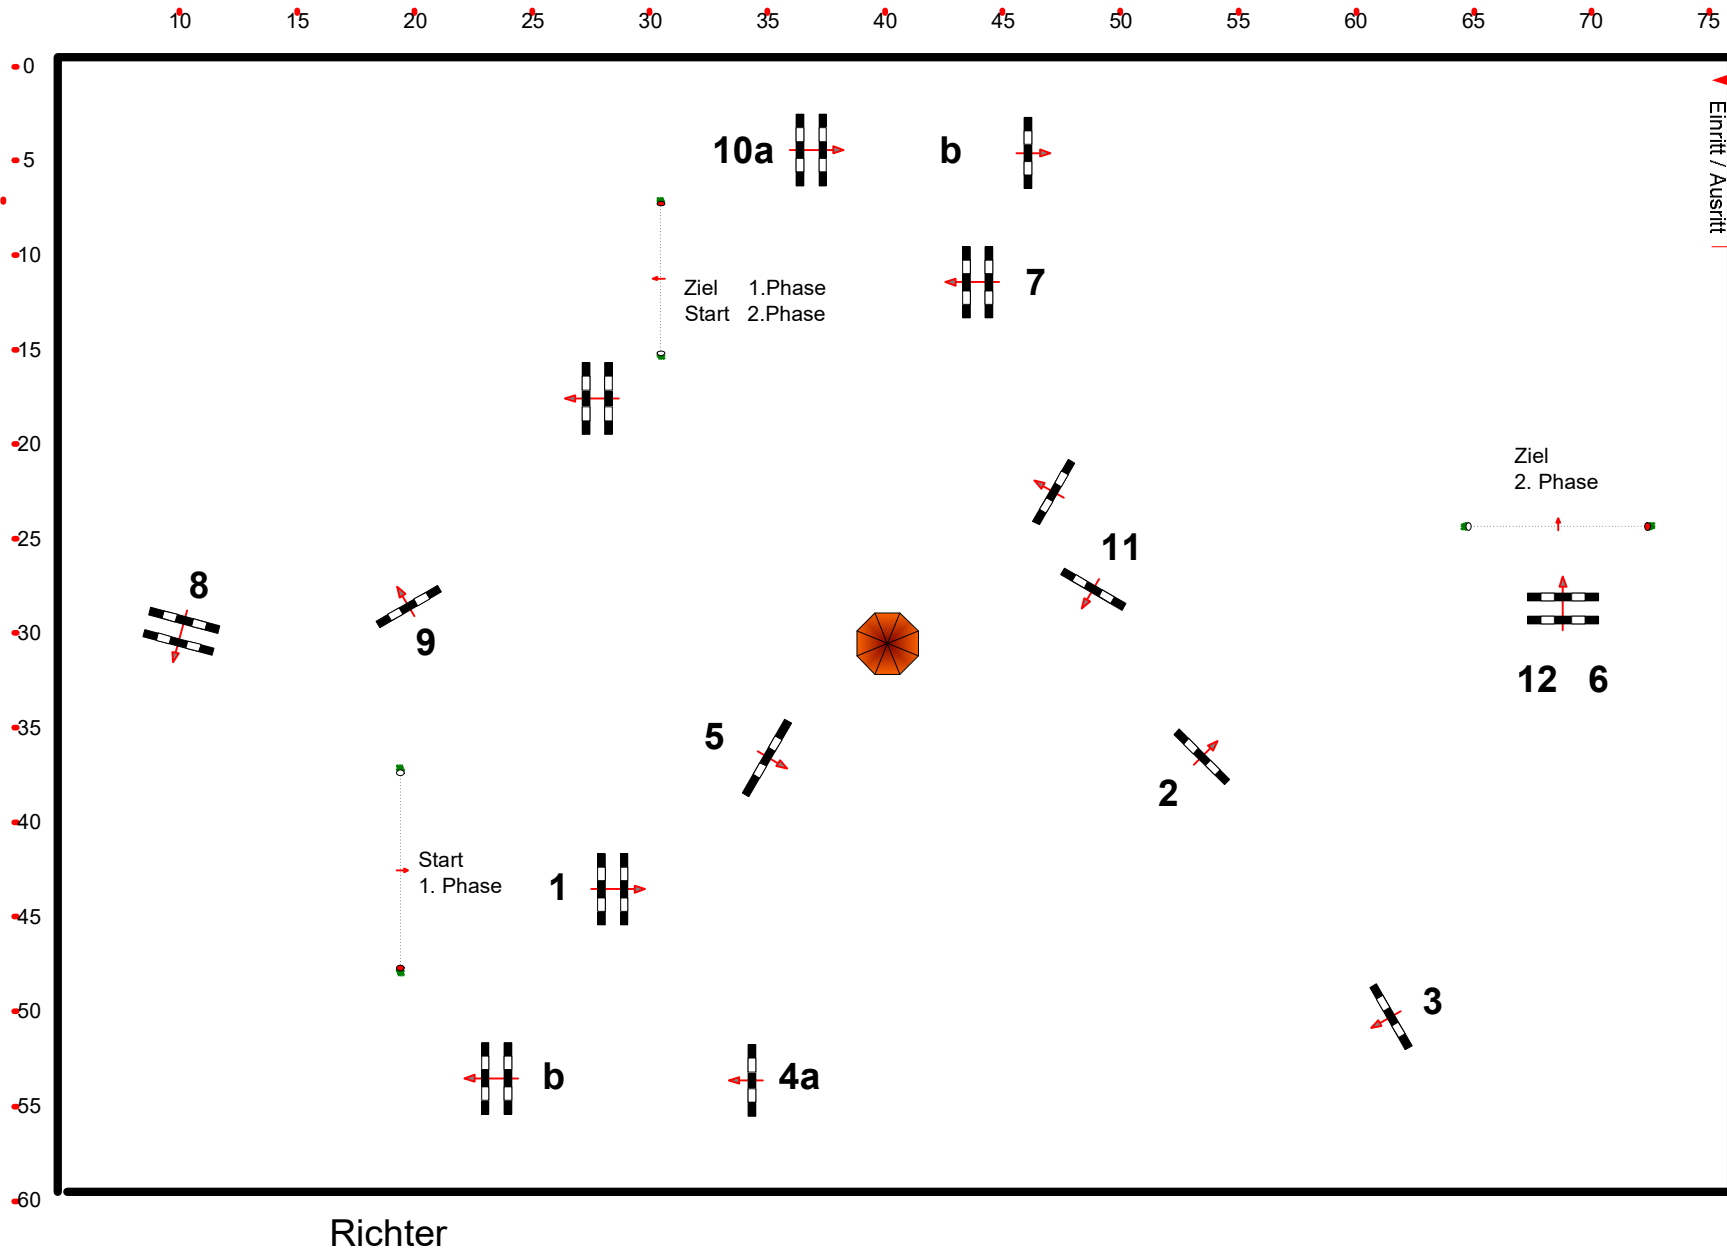 10 15 20 25 30 35 40 45 50 55 60 65 70 75
0
Einritt / Ausritt
10a b
5
10
7
Ziel 1.Phase
Start 2.Phase
15
20
Ziel
2. Phase
25
11
8
9
30
12 6
35
5
2
40
Start
1. Phase
1
45
50
3
b 4a
55
60
Richter